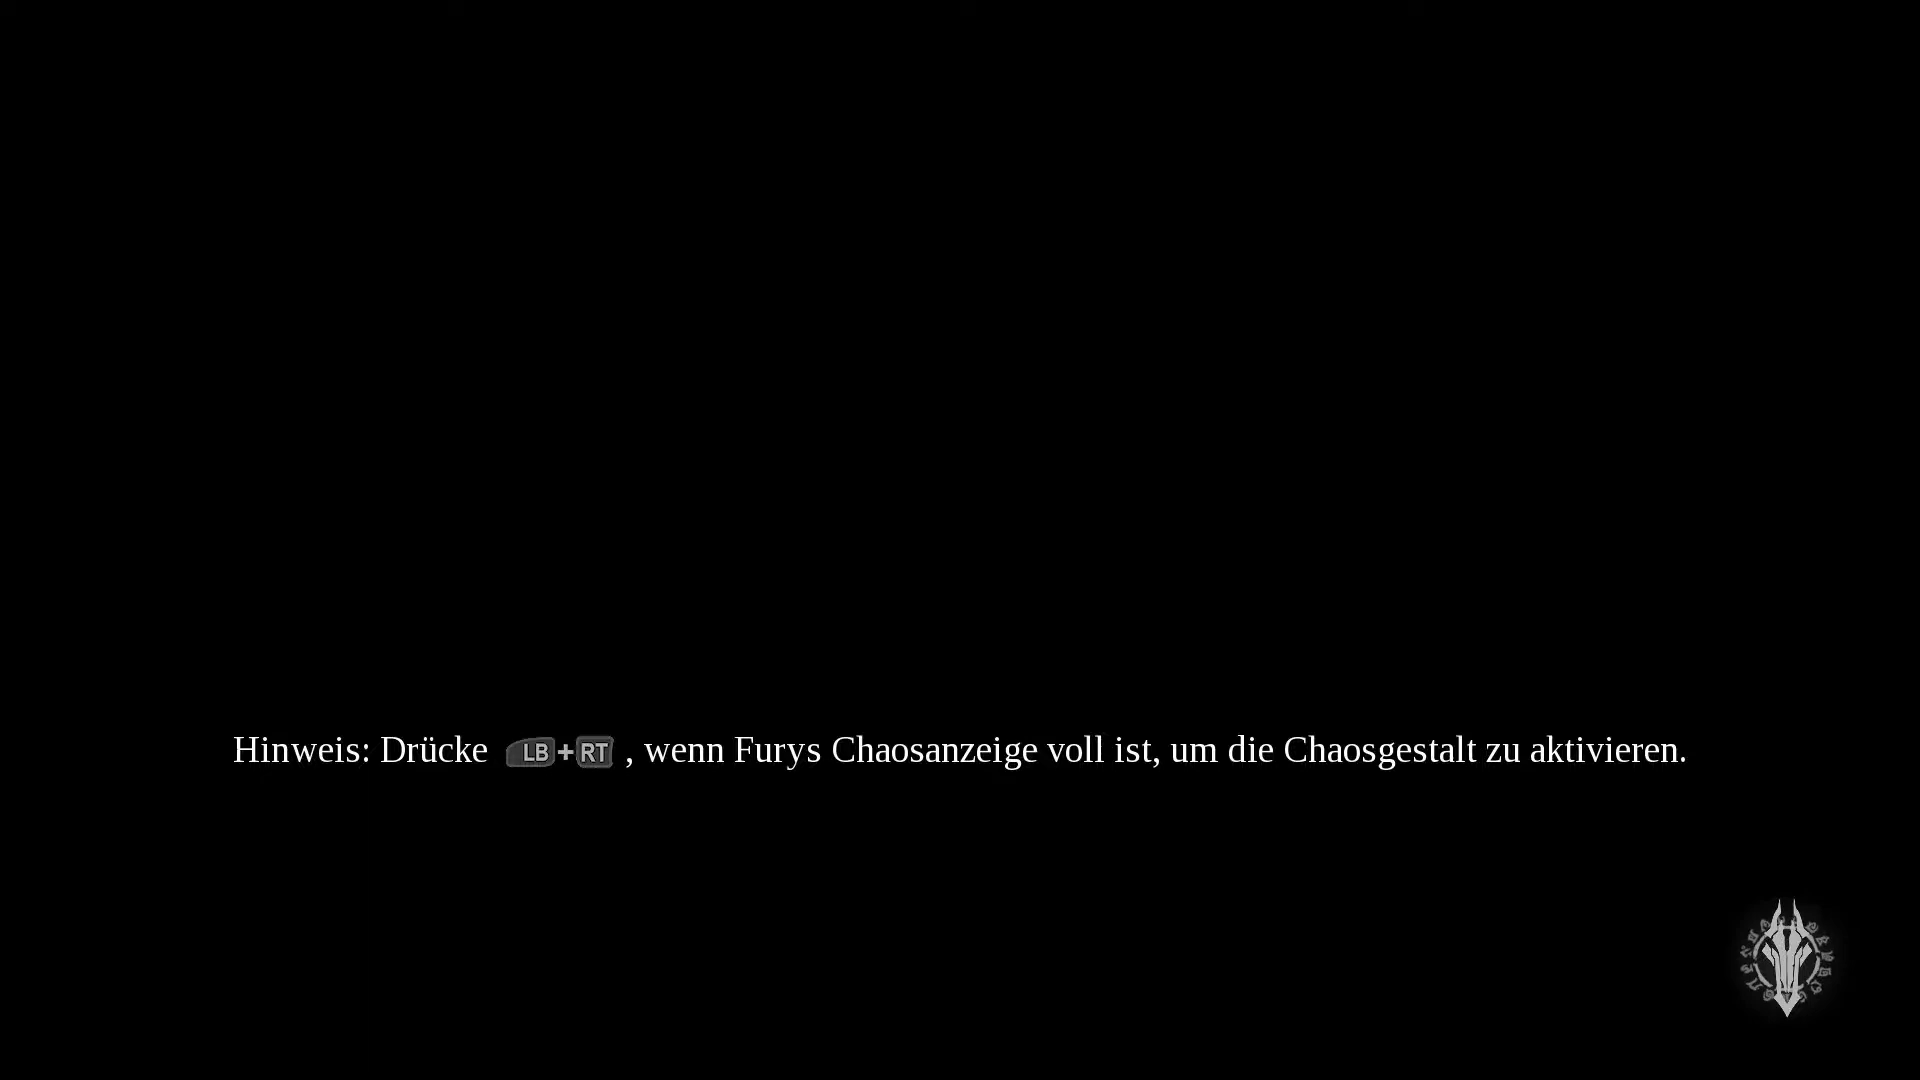 Hinweis: Drücke LB+RT , wenn Furys Chaosanzeige voll ist, um die Chaosgestalt zu aktivieren.